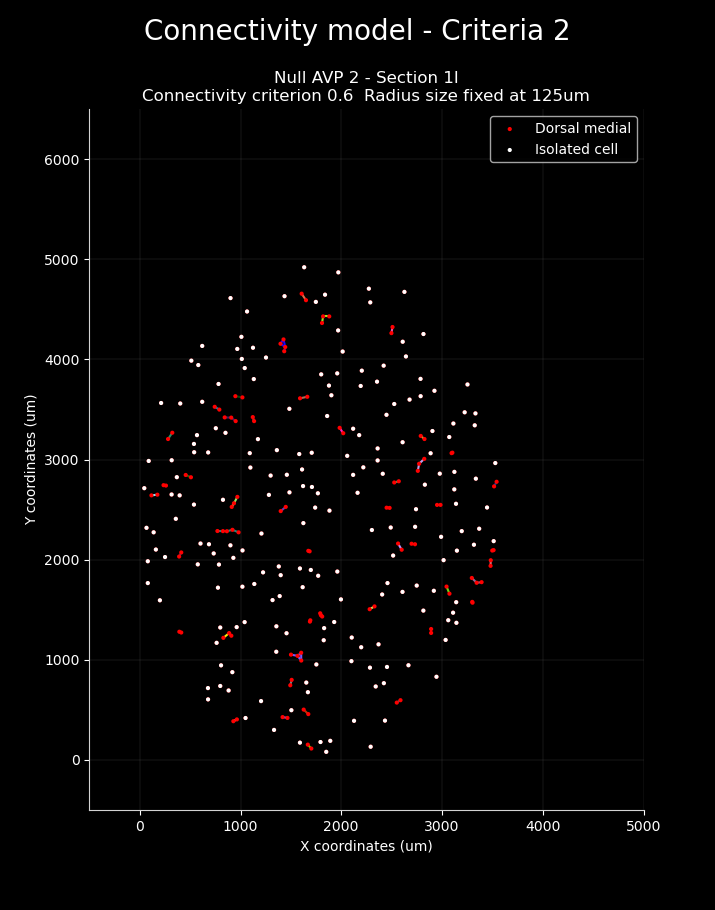 Connectivity model - Criteria 2
Null AVP 2 - Section 1l
Connectivity criterion 0.6  Radius size fixed at 125um
Dorsal medial
Isolated cell
6000
5000
4000
3000
2000
1000
0
Y coordinates (um)
0 1000 2000 3000 4000 5000
X coordinates (um)